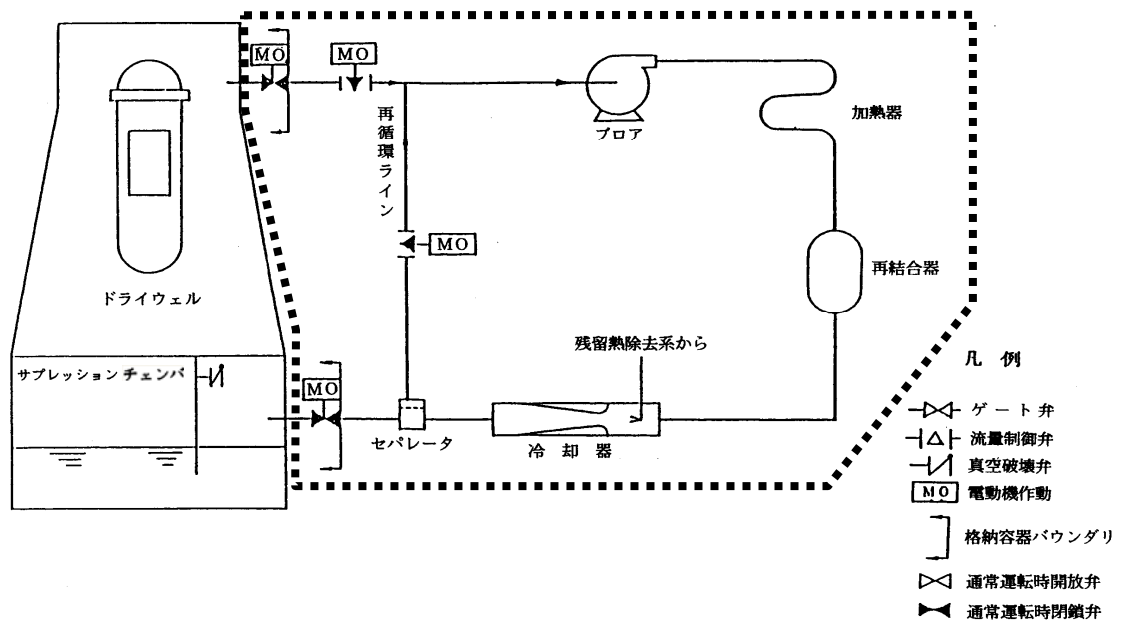 MO
MO
再循環ライン
ブロア
加熱器
MO
再結合器
ドライウェル
残留熱除去系から
サプレッションチェンバ
MO
セパレータ
冷却器
凡例
ゲート弁
流量制御弁
真空破壊弁
MO 電動機作動
格納容器バウンダリ
通常運転時開放弁
通常運転時閉鎖弁